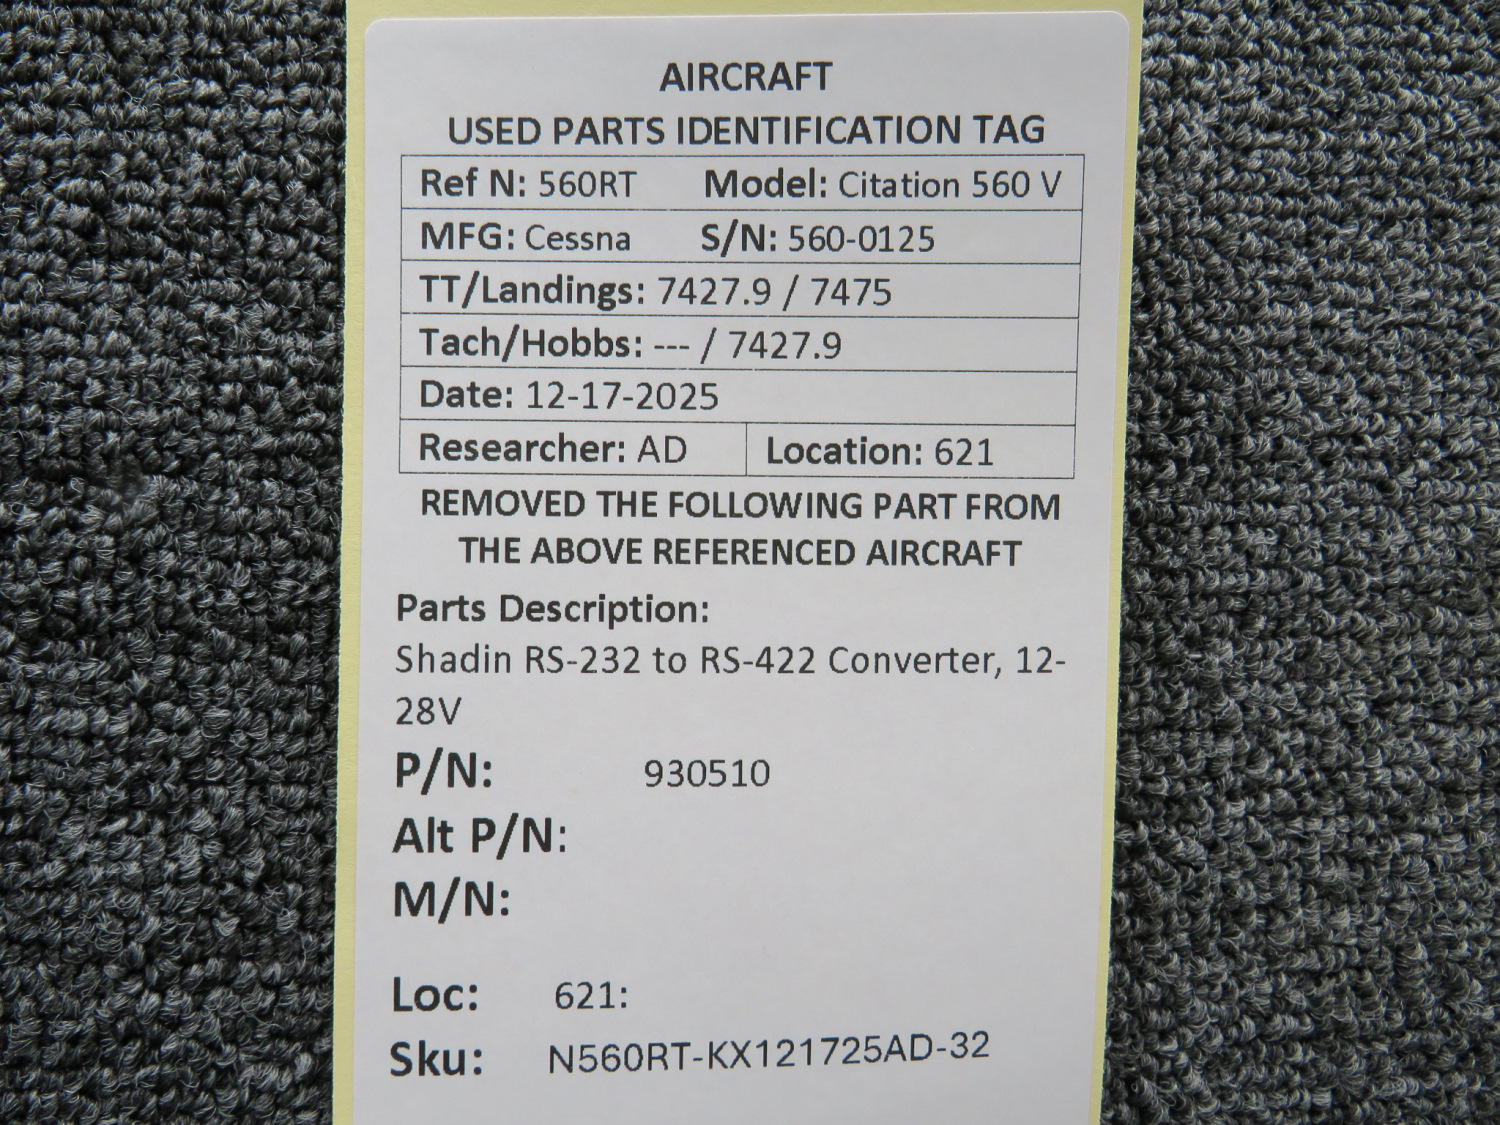 AIRCRAFT
USED PARTS IDENTIFICATION TAG
Ref N: 560RT Model: Citation 560 V
MFG: Cessna S/N: 560-0125
TT/Landings: 7427.9 / 7475
Tach/Hobbs: --- / 7427.9
Date: 12-17-2025
Researcher: AD Location: 621
REMOVED THE FOLLOWING PART FROM
THE ABOVE REFERENCED AIRCRAFT
Parts Description:
Shadin RS-232 to RS-422 Converter, 12-
28V
P/N: 930510
Alt P/N:
M/N:
Loc: 621:
Sku: N560RT-KX121725AD-32